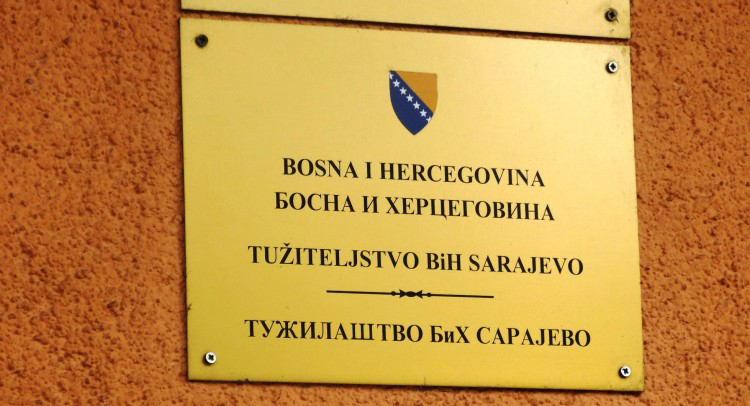 BOSNA I HERCEGOVINA
БОСНА И ХЕРЦЕГОВИНА
TUŽITELJSTVO BiH SARAJEVO
ТУЖИЛАШТВО БиХ САРАЈЕВО